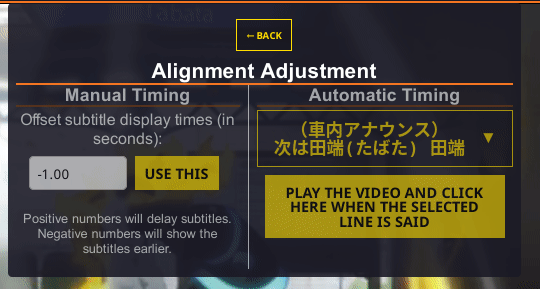 ← BACK
Alignment Adjustment
Manual Timing
Offset subtitle display times (in
seconds):
-1.00
USE THIS
Positive numbers will delay subtitles.
Negative numbers will show the
subtitles earlier.
Automatic Timing
（車内アナウンス）
次は田端(たばた) 田端
▼
PLAY THE VIDEO AND CLICK
HERE WHEN THE SELECTED
LINE IS SAID